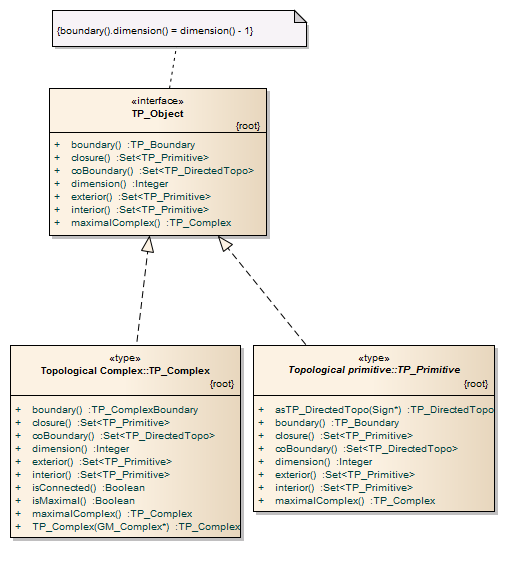 {boundary().dimension() = dimension() - 1}
«interface»
TP_Object
{root}
+ boundary() :TP_Boundary
+ closure() :Set<TP_Primitive>
+ coBoundary() :Set<TP_DirectedTopo>
+ dimension() :Integer
+ exterior() :Set<TP_Primitive>
+ interior() :Set<TP_Primitive>
+ maximalComplex() :TP_Complex
«type»
Topological Complex::TP_Complex
{root}
+ boundary() :TP_ComplexBoundary
+ closure() :Set<TP_Primitive>
+ coBoundary() :Set<TP_DirectedTopo>
+ dimension() :Integer
+ exterior() :Set<TP_Primitive>
+ interior() :Set<TP_Primitive>
+ isConnected() :Boolean
+ isMaximal() :Boolean
+ maximalComplex() :TP_Complex
+ TP_Complex(GM_Complex*) :TP_Complex
«type»
Topological primitive::TP_Primitive
{root}
+ asTP_DirectedTopo(Sign*) :TP_DirectedTopo
+ boundary() :TP_Boundary
+ closure() :Set<TP_Primitive>
+ coBoundary() :Set<TP_DirectedTopo>
+ dimension() :Integer
+ exterior() :Set<TP_Primitive>
+ interior() :Set<TP_Primitive>
+ maximalComplex() :TP_Complex